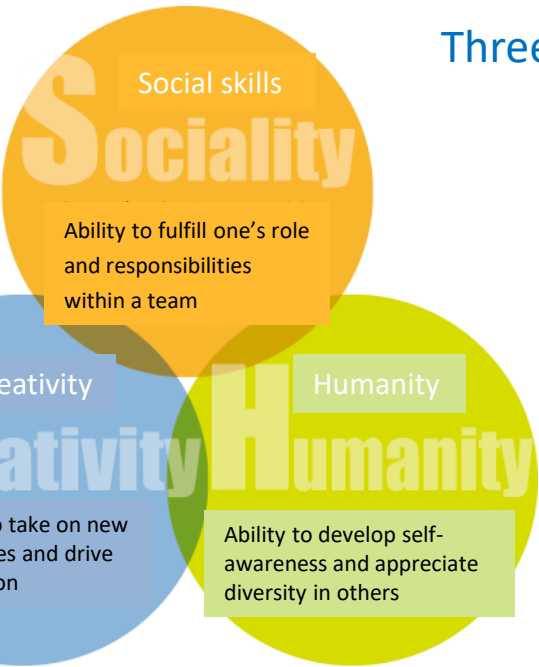 Three
Social skills
Sociality
Ability to fulfill one's role
and responsibilities
within a team
eativity
Humanity
ativity
Humanity
take on new
es and drive
on
Ability to develop self-
awareness and appreciate
diversity in others